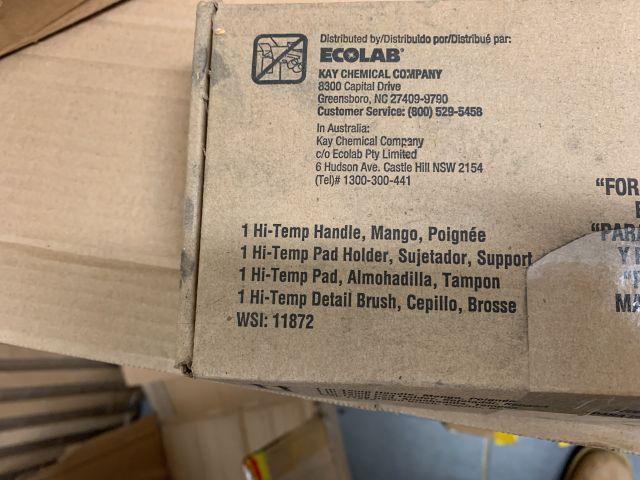 Distributed by/Distribuido por/Distribué par:
ECOLAB®
KAY CHEMICAL COMPANY
8300 Capital Drive
Greensboro, NC 27409-9790
Customer Service: (800) 529-5458
In Australia:
Kay Chemical Company
c/o Ecolab Pty Limited
6 Hudson Ave. Castle Hill NSW 2154
(Tel)# 1300-300-441
1 Hi-Temp Handle, Mango, Poignée
1 Hi-Temp Pad Holder, Sujetador, Support
1 Hi-Temp Pad, Almohadilla, Tampon
1 Hi-Temp Detail Brush, Cepillo, Brosse
WSI: 11872
“FOR
“PARA
Y
MA